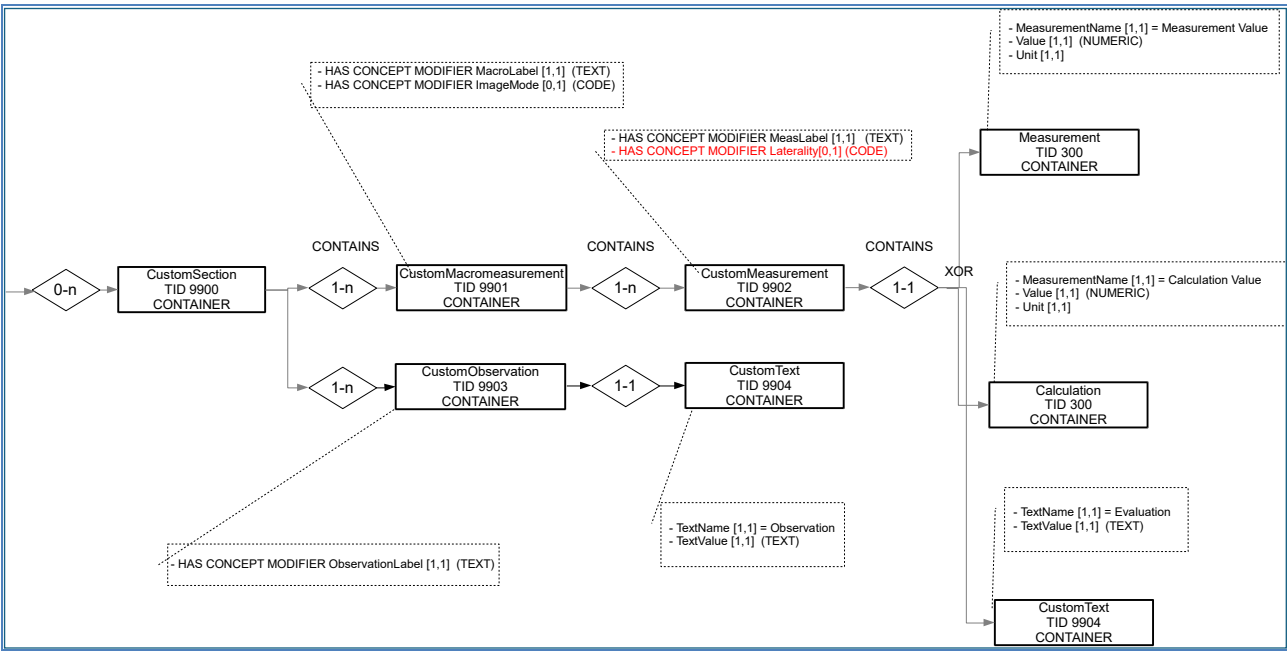 - MeasurementName [1,1] = Measurement Value
- Value [1,1]  (NUMERIC)
- Unit [1,1]
- HAS CONCEPT MODIFIER MacroLabel [1,1]  (TEXT)
- HAS CONCEPT MODIFIER ImageMode [0,1] (CODE)
- HAS CONCEPT MODIFIER MeasLabel [1,1]   (TEXT)
- HAS CONCEPT MODIFIER Laterality[0,1] (CODE)
Measurement
TID 300
CONTAINER
CONTAINS
CONTAINS
CONTAINS
0-n
CustomSection
TID 9900
CONTAINER
1-n
CustomMacromeasurement
TID 9901
CONTAINER
1-n
CustomMeasurement
TID 9902
CONTAINER
1-1
XOR
- MeasurementName [1,1] = Calculation Value
- Value [1,1]  (NUMERIC)
- Unit [1,1]
1-n
CustomObservation
TID 9903
CONTAINER
1-1
CustomText
TID 9904
CONTAINER
Calculation
TID 300
CONTAINER
- TextName [1,1] = Observation
- TextValue [1,1]  (TEXT)
- TextName [1,1] = Evaluation
- TextValue [1,1]  (TEXT)
- HAS CONCEPT MODIFIER ObservationLabel [1,1]  (TEXT)
CustomText
TID 9904
CONTAINER